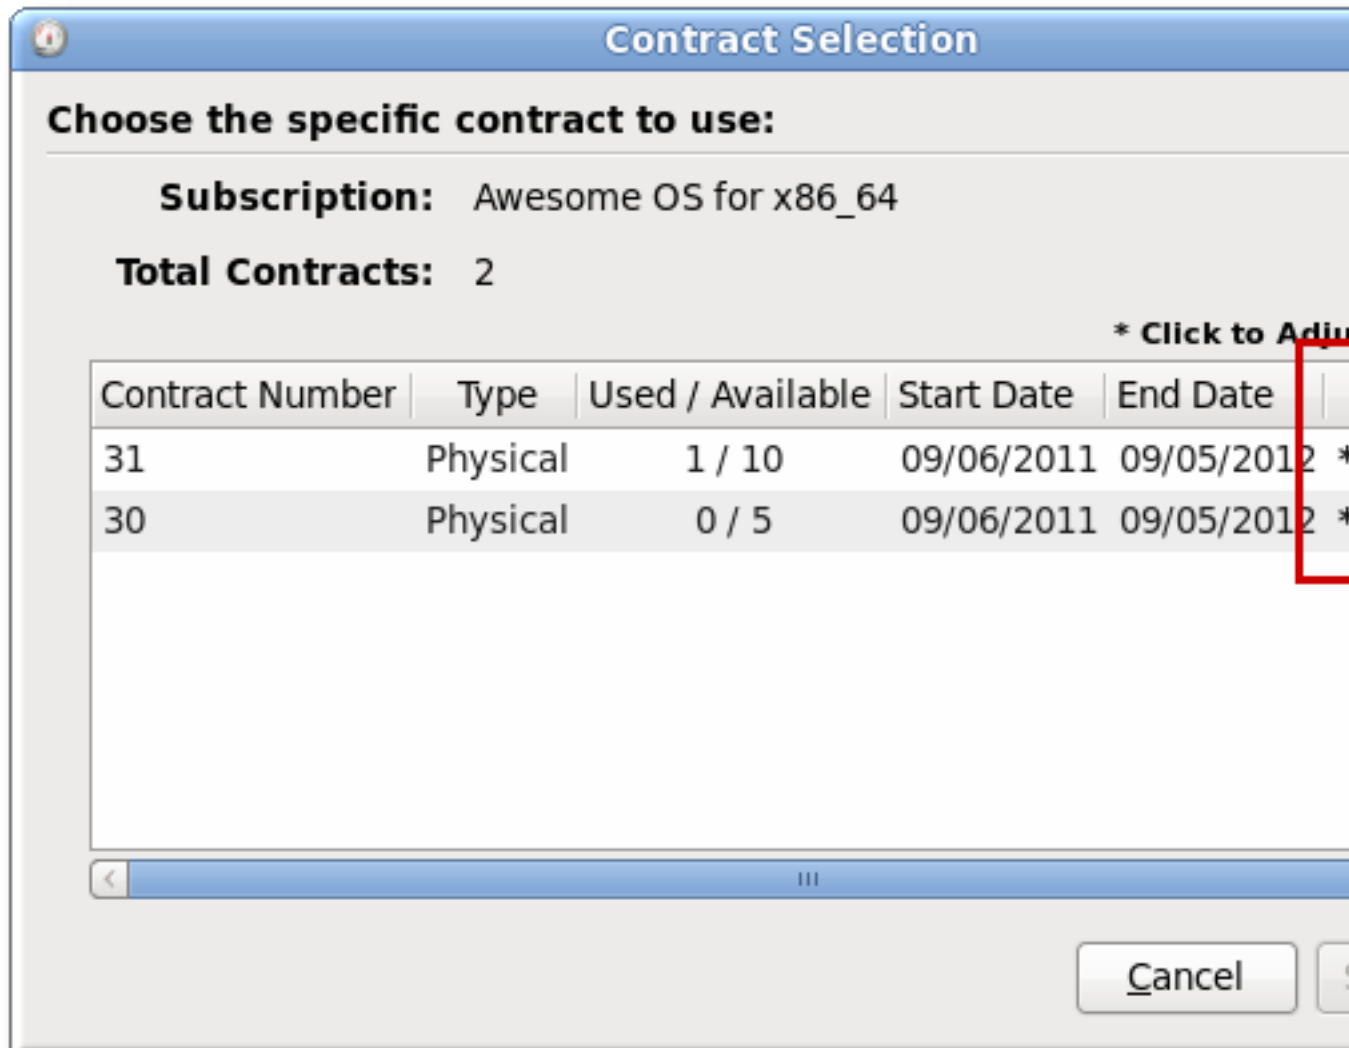 Contract Selection
Choose the specific contract to use:
Subscription: Awesome OS for x86_64
Total Contracts: 2
* Click to
Contract Number Type Used / Available Start Date End Date
31 Physical 1 / 10 09/06/2011 09/05/2012 *
30 Physical 0 / 5 09/06/2011 09/05/2012 *
Cancel